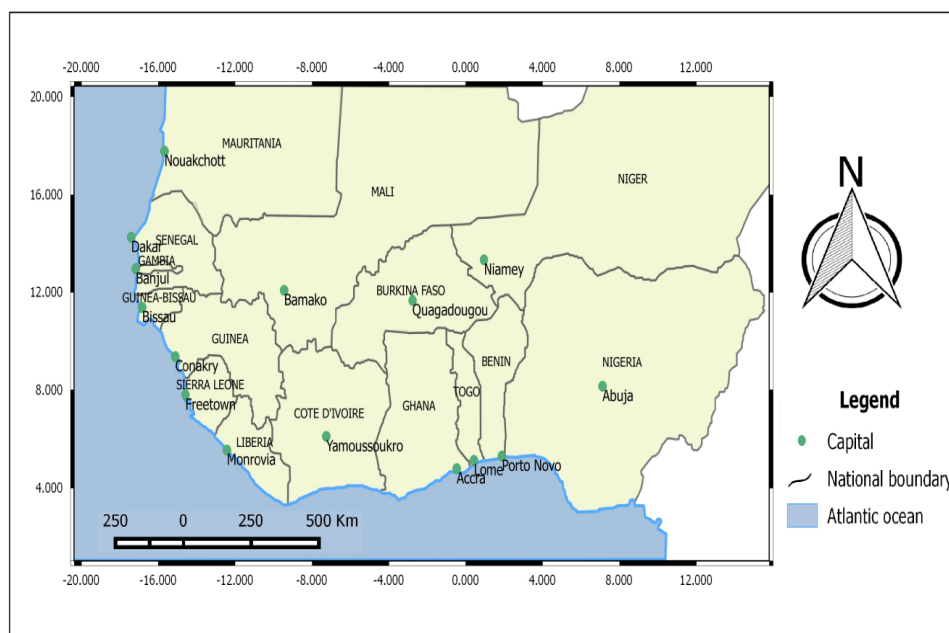 -20.000 -16.000 -12.000 -8.000 -4.000 0.000 4.000 8.000 12.000
20.000
MAURITANIA
Nouakchott
MALI
NIGER
16.000
SENEGAL
Dakar
GAMBIA
Banjul
Niamey
12.000
GUINEA-BISSAU
Bissau
Bamako
BURKINA FASO
Quagadougou
GUINEA
Conakry
BENIN
NIGERIA
Abuja
8.000
SIERRA LEONE
Freetown
TOGO
GHANA
COTE D'IVOIRE
Yamoussoukro
LIBERIA
Monrovia
Accra
Lome
Porto Novo
4.000
250 0 250 500 Km
-20.000 -16.000 -12.000 -8.000 -4.000 0.000 4.000 8.000 12.000
N
Legend
Capital
National boundary
Atlantic ocean